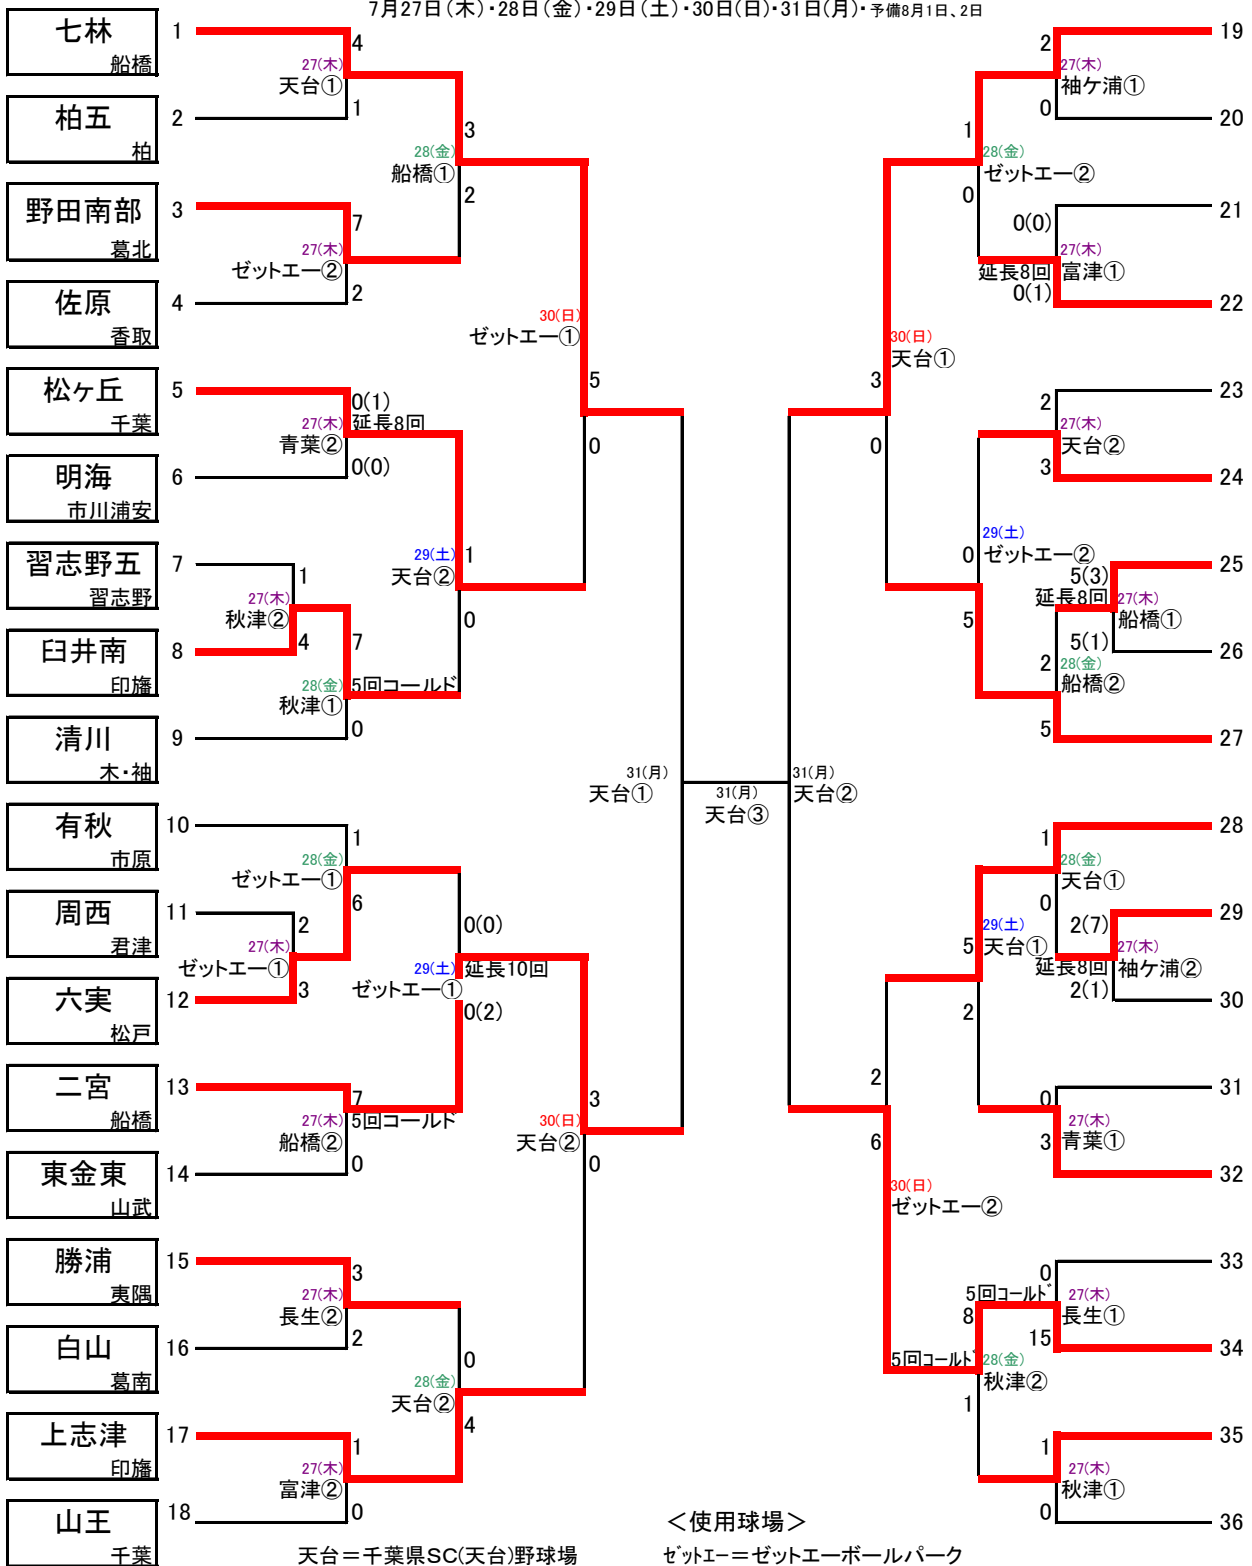 7月27日(木)・28日(金)・29日(土)・30日(日)・31日(月)・予備8月1日、2日
七林
船橋
1
柏五
柏
2
4
27(木)
天台①
1
野田南部
葛北
3
佐原
香取
4
7
27(木)
ゼットエー②
2
3
28(金)
船橋①
2
松ヶ丘
千葉
5
明海
市川浦安
6
0(1)
27(木)
延長8回
青葉②
0(0)
習志野五
習志野
7
臼井南
印旛
8
清川
木・袖
9
1
27(木)
秋津②
4
7
28(金)
5回コールド
秋津①
0
29(土)
1
天台②
0
30(日)
ゼットエー①
5
0
有秋
市原
10
周西
君津
11
六実
松戸
12
1
28(金)
ゼットエー①
6
2
27(木)
ゼットエー①
3
二宮
船橋
13
東金東
山武
14
7
27(木)
5回コールド
船橋②
0
0(0)
29(土)
延長10回
ゼットエー①
0(2)
勝浦
夷隅
15
白山
葛南
16
3
27(木)
長生②
2
上志津
印旛
17
山王
千葉
18
1
27(木)
富津②
0
0
28(金)
天台②
4
3
30(日)
天台②
0
31(月)
天台①
31(月)
天台③
31(月)
天台②
19
20
2
27(木)
袖ケ浦①
0
21
22
0(0)
27(木)
延長8回
富津①
0(1)
1
28(金)
ゼットエー②
0
23
24
2
27(木)
天台②
3
25
26
27
5(3)
延長8回
27(木)
船橋①
5(1)
2
28(金)
船橋②
5
29(土)
0
ゼットエー②
5
30(日)
天台①
3
0
28
29
30
1
28(金)
天台①
0
2(7)
27(木)
延長8回
袖ケ浦②
2(1)
31
32
0
27(木)
青葉①
3
29(土)
5
天台①
2
33
34
0
5回コールド
27(木)
長生①
15
35
36
1
27(木)
秋津①
0
8
5回コールド
28(金)
秋津②
1
2
6
30(日)
ゼットエー②
＜使用球場＞
天台＝千葉県SC(天台)野球場
ゼットエー＝ゼットエーボールパーク